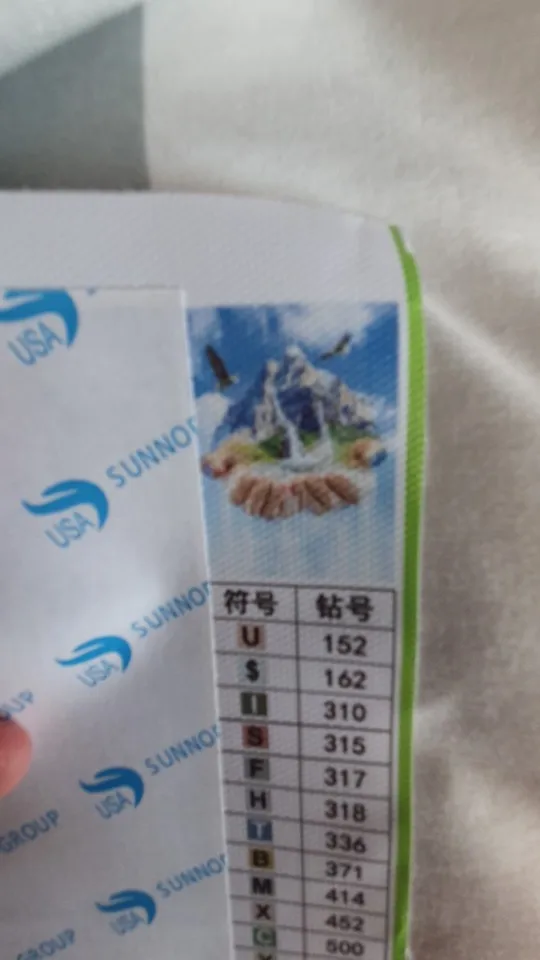 USA
SUNNO
USA
SUNNO
USA
UP
SUNNO
USA
GROUP
SUNNO
USA
GROUP
符号 钻号
U 152
$ 162
I 310
S 315
F 317
H 318
T 336
B 371
M 414
X 452
C 500